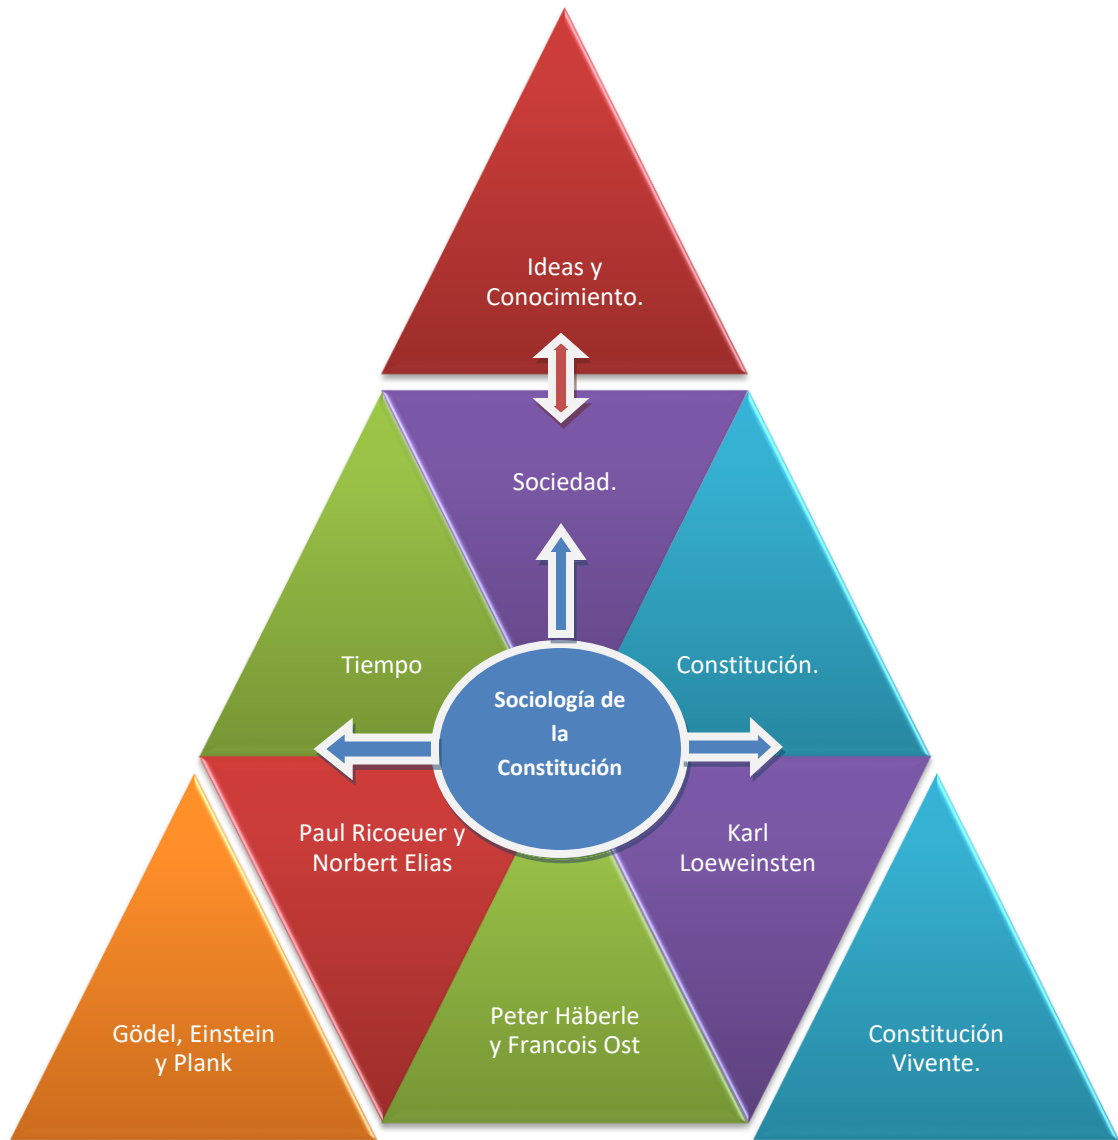 Ideas y
Conocimiento.
Sociedad.
Tiempo
Constitución.
Sociología de
la
Constitución
Paul Ricoeuer y
Norbert Elias
Karl
Loeweinsten
Gödel, Einstein
y Plank
Peter Häberle
y Francois Ost
Constitución
Vivente.